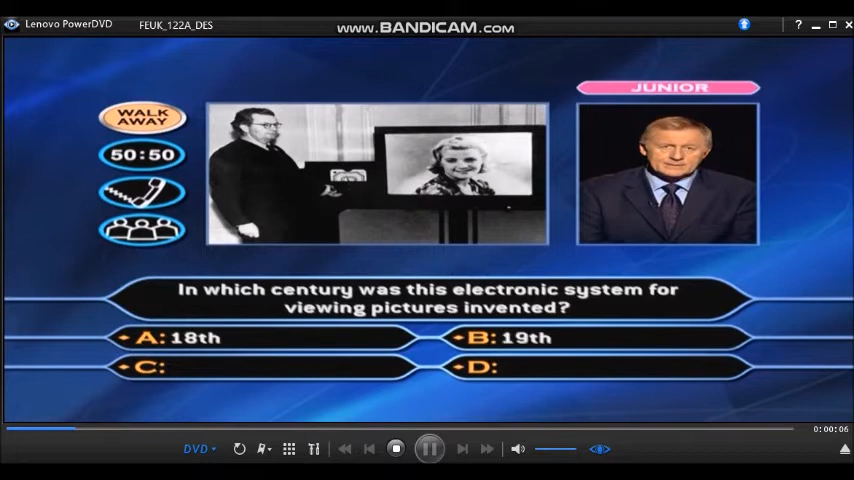 Lenovo PowerDVD
FEUK_122A_DES
www.BANDICAM.com
?
JUNIOR
WALK
AWAY
50:50
In which century was this electronic system for
viewing pictures invented?
A: 18th
B: 19th
C:
D:
0:00:06
DVD